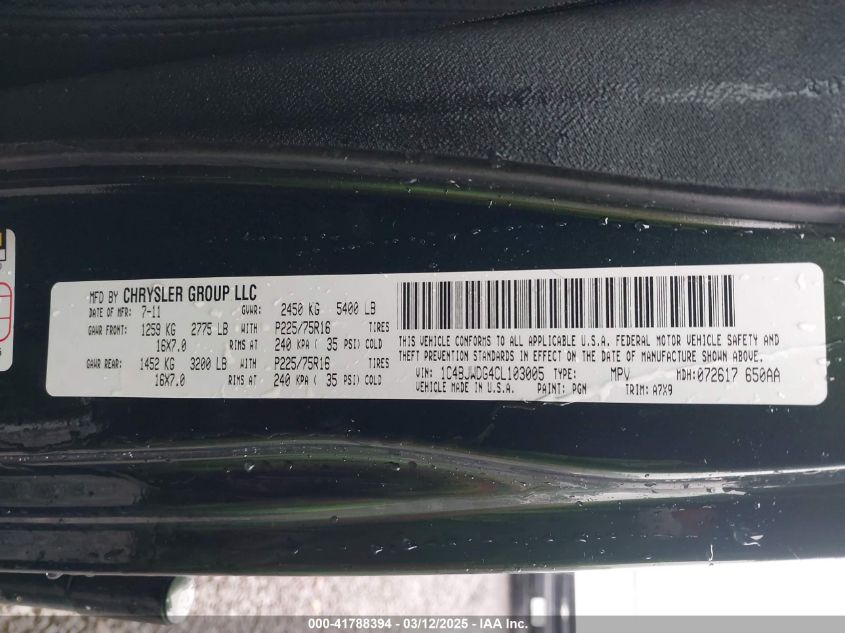 MFD BY CHRYSLER GROUP LLC
DATE OF MFR: 7-11 GVWR: 2450 KG 5400 LB
GAWR FRONT: 1259 KG 2775 LB WITH P225/75R16 TIRES
16X7.0 RIMS AT 240 KPA ( 35 PSI) COLD
GAWR REAR: 1452 KG 3200 LB WITH P225/75R16 TIRES
16X7.0 RIMS AT 240 KPA ( 35 PSI) COLD
THIS VEHICLE CONFORMS TO ALL APPLICABLE U.S.A. FEDERAL MOTOR VEHICLE SAFETY AND
THEFT PREVENTION STANDARDS IN EFFECT ON THE DATE OF MANUFACTURE SHOWN ABOVE.
VIN: 1C4BJWDG4CL103005 TYPE: MPV MDH: 072617 650AA
VEHICLE MADE IN U.S.A. PAINT: PGN TRIM: A7X9
000-41788394 - 03/12/2025 - IAA Inc.